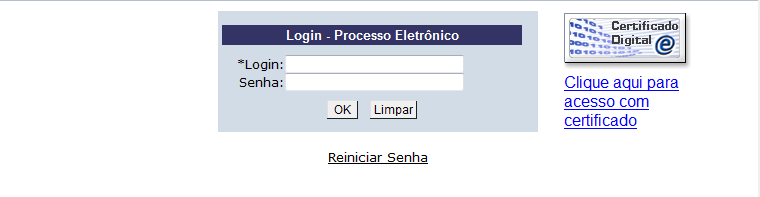 Login - Processo Eletrônico
*Login:
Senha:
OK Limpar
Reiniciar Senha
Certificado
Digital
Clique aqui para
acesso com
certificado